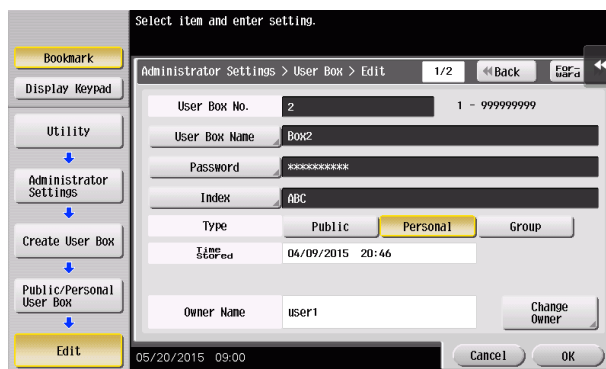 Select item and enter setting.
Bookmark
Display Keypad
Utility
Administrator
Settings
Create User Box
Public/Personal
User Box
Edit
Administrator Settings > User Box > Edit
1/2
Back
For-
ward
User Box No.
2
1 - 999999999
User Box Name
Box2
Password
**********
Index
ABC
Type
Public
Personal
Group
Time
Stored
04/09/2015 20:46
Owner Name
user1
Change
Owner
05/20/2015 09:00
Cancel
OK